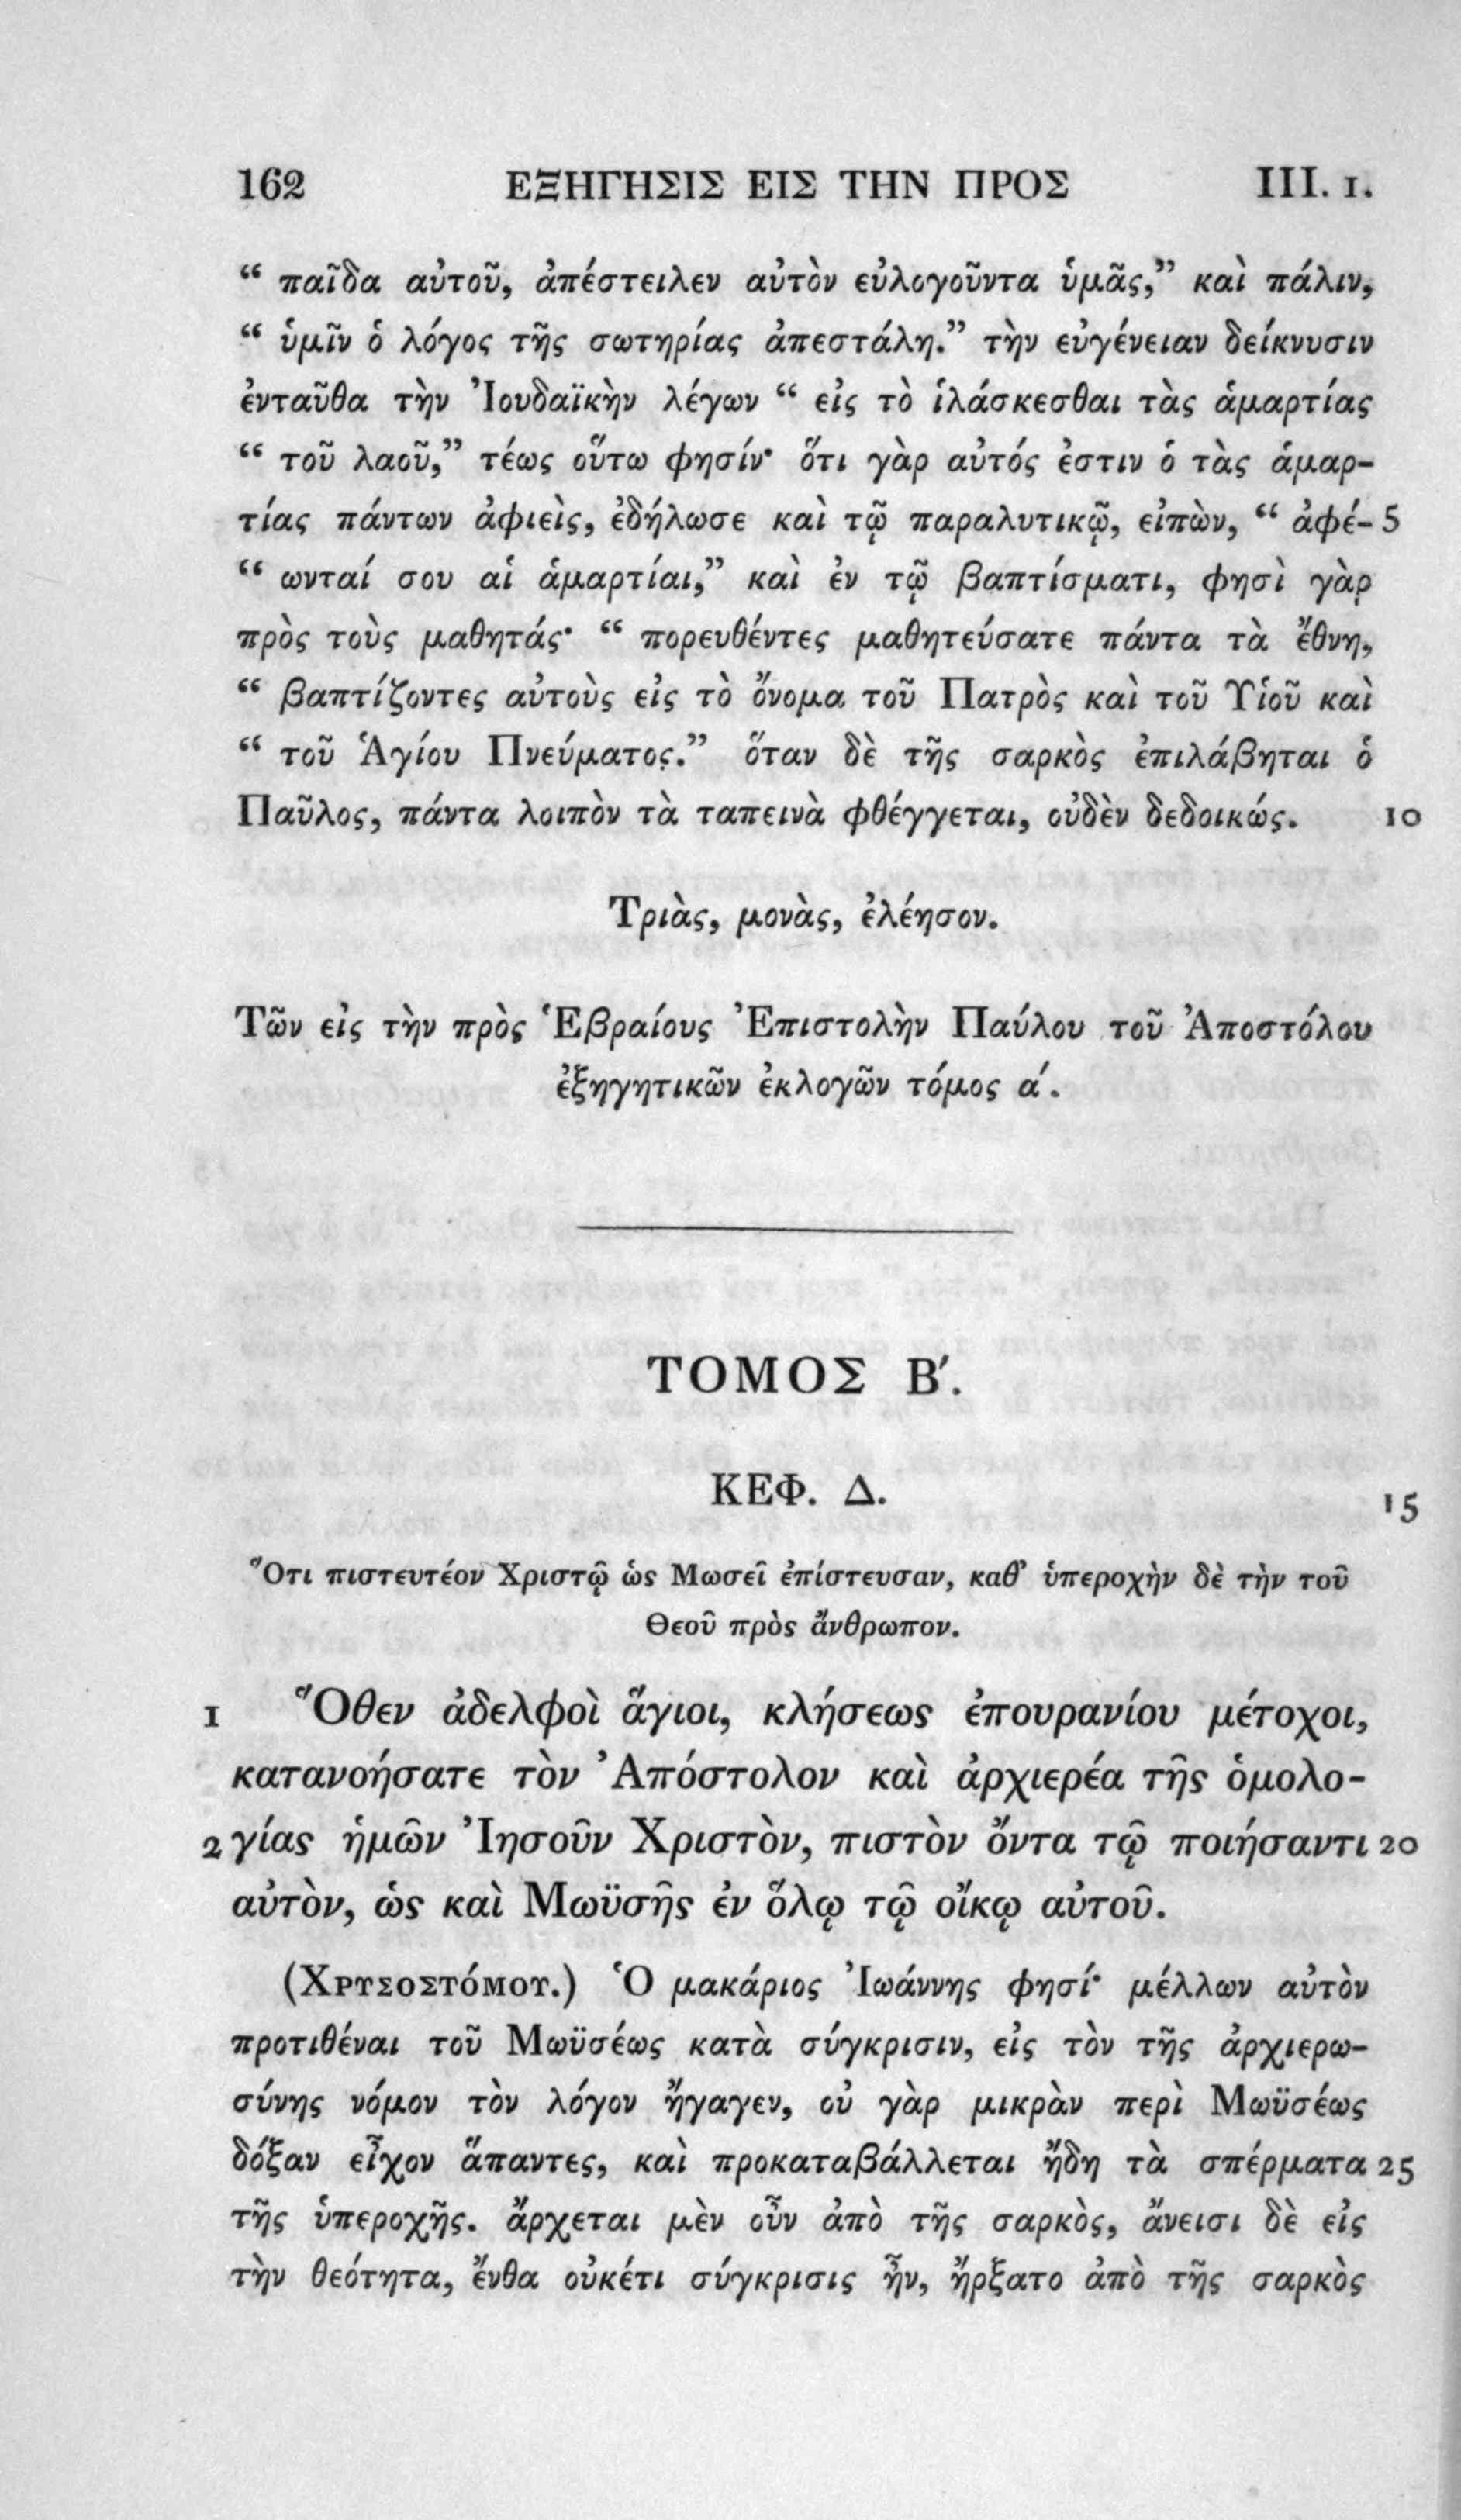 162 ΕΞΗΓΗΣΙΣ ΕΙΣ ΤΗΝ ΠΡΟΣ III. 1.
“ παῖδα αὐτοῦ, ἀπέστειλεν αὐτὸν εὐλογοῦντα ὑμᾶς,” καὶ πάλιν,
“ ὑμῖν ὁ λόγος τῆς σωτηρίας ἀπεστάλη.” τὴν εὐγένειαν δείκνυσιν
ἐνταῦθα τὴν Ἰουδαϊκὴν λέγων “ εἰς τὸ ἱλάσκεσθαι τὰς ἁμαρτίας
“ τοῦ λαοῦ,” τέως οὕτω φησίν· ὅτι γὰρ αὐτός ἐστιν ὁ τὰς ἁμαρ-
τίας πάντων ἀφιεὶς, ἐδήλωσε καὶ τῷ παραλυτικῷ, εἰπὼν, “ ἀφέ- 5
“ ωνταί σου αἱ ἁμαρτίαι,” καὶ ἐν τῷ βαπτίσματι, φησὶ γὰρ
πρὸς τοὺς μαθητάς· “ πορευθέντες μαθητεύσατε πάντα τὰ ἔθνη,
“ βαπτίζοντες αὐτοὺς εἰς τὸ ὄνομα τοῦ Πατρὸς καὶ τοῦ Υἱοῦ καὶ
“ τοῦ Ἁγίου Πνεύματος.” ὅταν δὲ τῆς σαρκὸς ἐπιλάβηται ὁ
Παῦλος, πάντα λοιπὸν τὰ ταπεινὰ φθέγγεται, οὐδὲν δεδοικώς. 10
Τριὰς, μονὰς, ἐλέησον.
Τῶν εἰς τὴν πρὸς Ἑβραίους Ἐπιστολὴν Παύλου τοῦ Ἀποστόλου
ἐξηγητικῶν ἐκλογῶν τόμος α΄.
ΤΟΜΟΣ Β΄.
ΚΕΦ. Δ. 15
Ὅτι πιστευτέον Χριστῷ ὡς Μωσεῖ ἐπίστευσαν, καθ’ ὑπεροχὴν δὲ τὴν τοῦ
Θεοῦ πρὸς ἄνθρωπον.
1 Ὅθεν ἀδελφοὶ ἅγιοι, κλήσεως ἐπουρανίου μέτοχοι,
κατανοήσατε τὸν Ἀπόστολον καὶ ἀρχιερέα τῆς ὁμολο-
2 γίας ἡμῶν Ἰησοῦν Χριστὸν, πιστὸν ὄντα τῷ ποιήσαντι 20
αὐτὸν, ὡς καὶ Μωϋσῆς ἐν ὅλῳ τῷ οἴκῳ αὐτοῦ.
(Χρυσοστόμου.) Ὁ μακάριος Ἰωάννης φησί· μέλλων αὐτὸν
προτιθέναι τοῦ Μωϋσέως κατὰ σύγκρισιν, εἰς τὸν τῆς ἀρχιερω-
σύνης νόμον τὸν λόγον ἤγαγεν, οὐ γὰρ μικρὰν περὶ Μωϋσέως
δόξαν εἶχον ἅπαντες, καὶ προκαταβάλλεται ἤδη τὰ σπέρματα 25
τῆς ὑπεροχῆς. ἄρχεται μὲν οὖν ἀπὸ τῆς σαρκὸς, ἄνεισι δὲ εἰς
τὴν θεότητα, ἔνθα οὐκέτι σύγκρισις ἦν, ἤρξατο ἀπὸ τῆς σαρκὸς